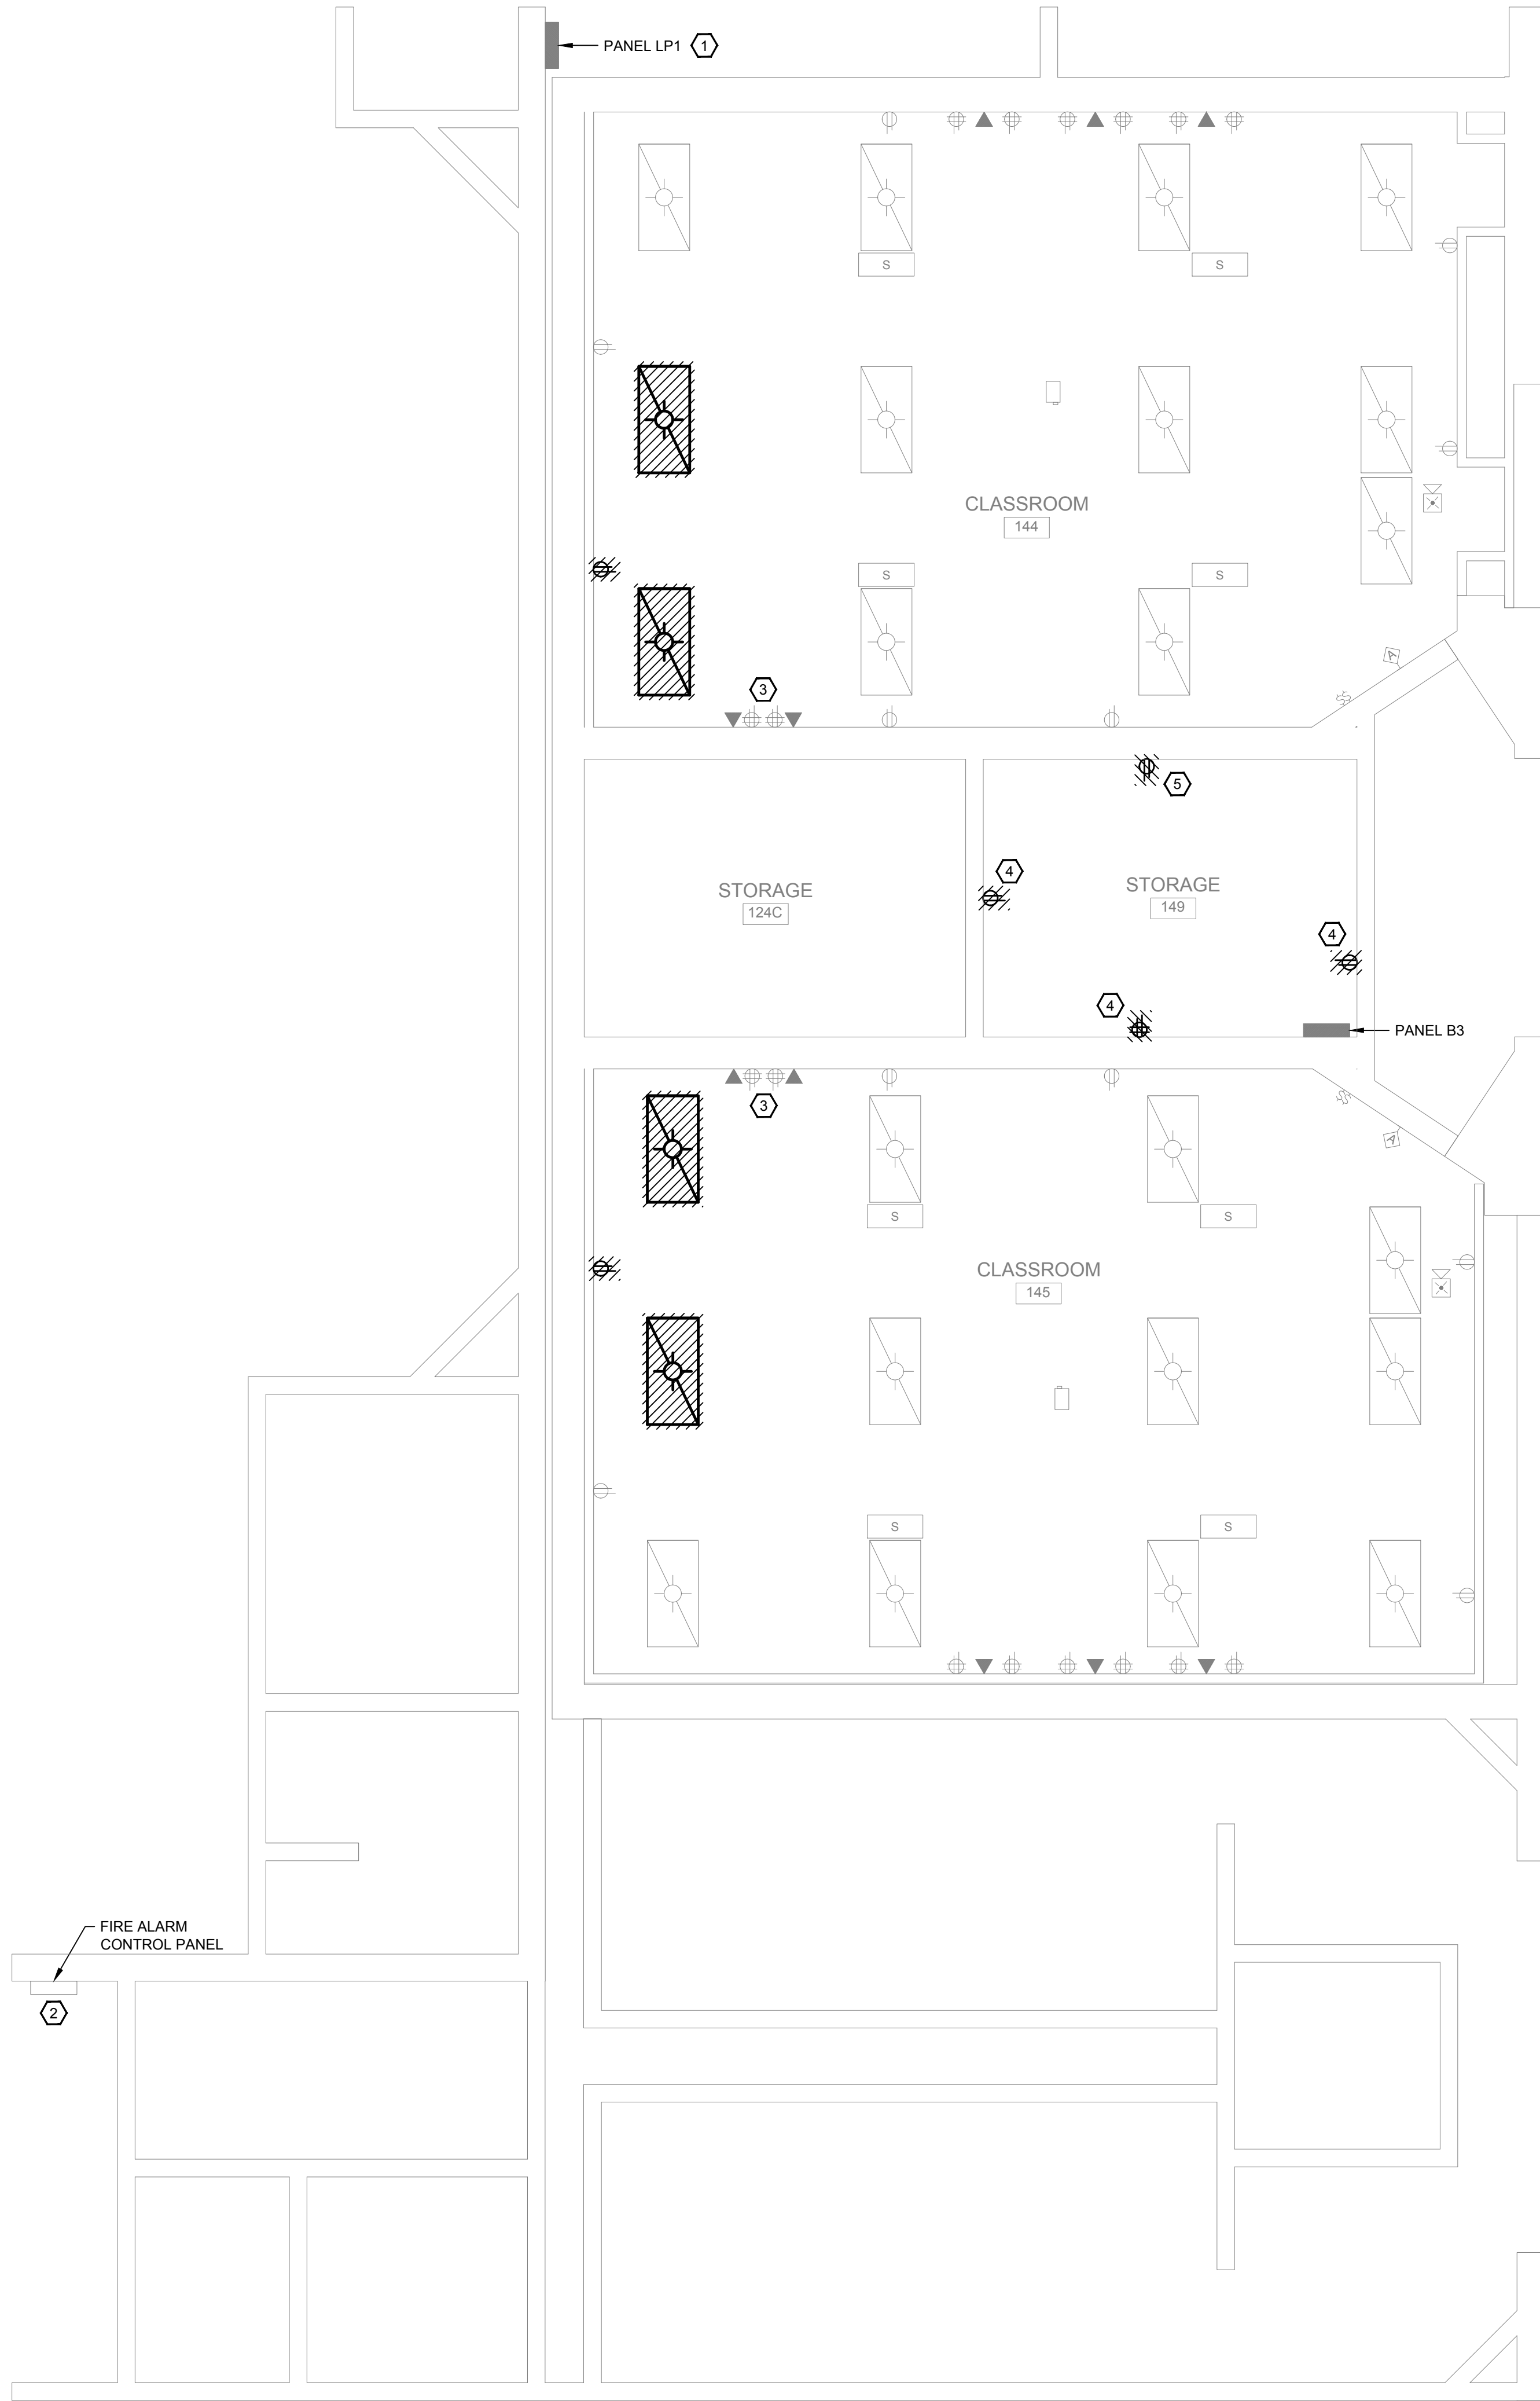 PANEL LP1 1
S S
CLASSROOM
144
S S
A
$
3
5
4
STORAGE
124C
STORAGE
149
4
4
PANEL B3
3
$
A
S S
CLASSROOM
145
S S
FIRE ALARM
CONTROL PANEL
2